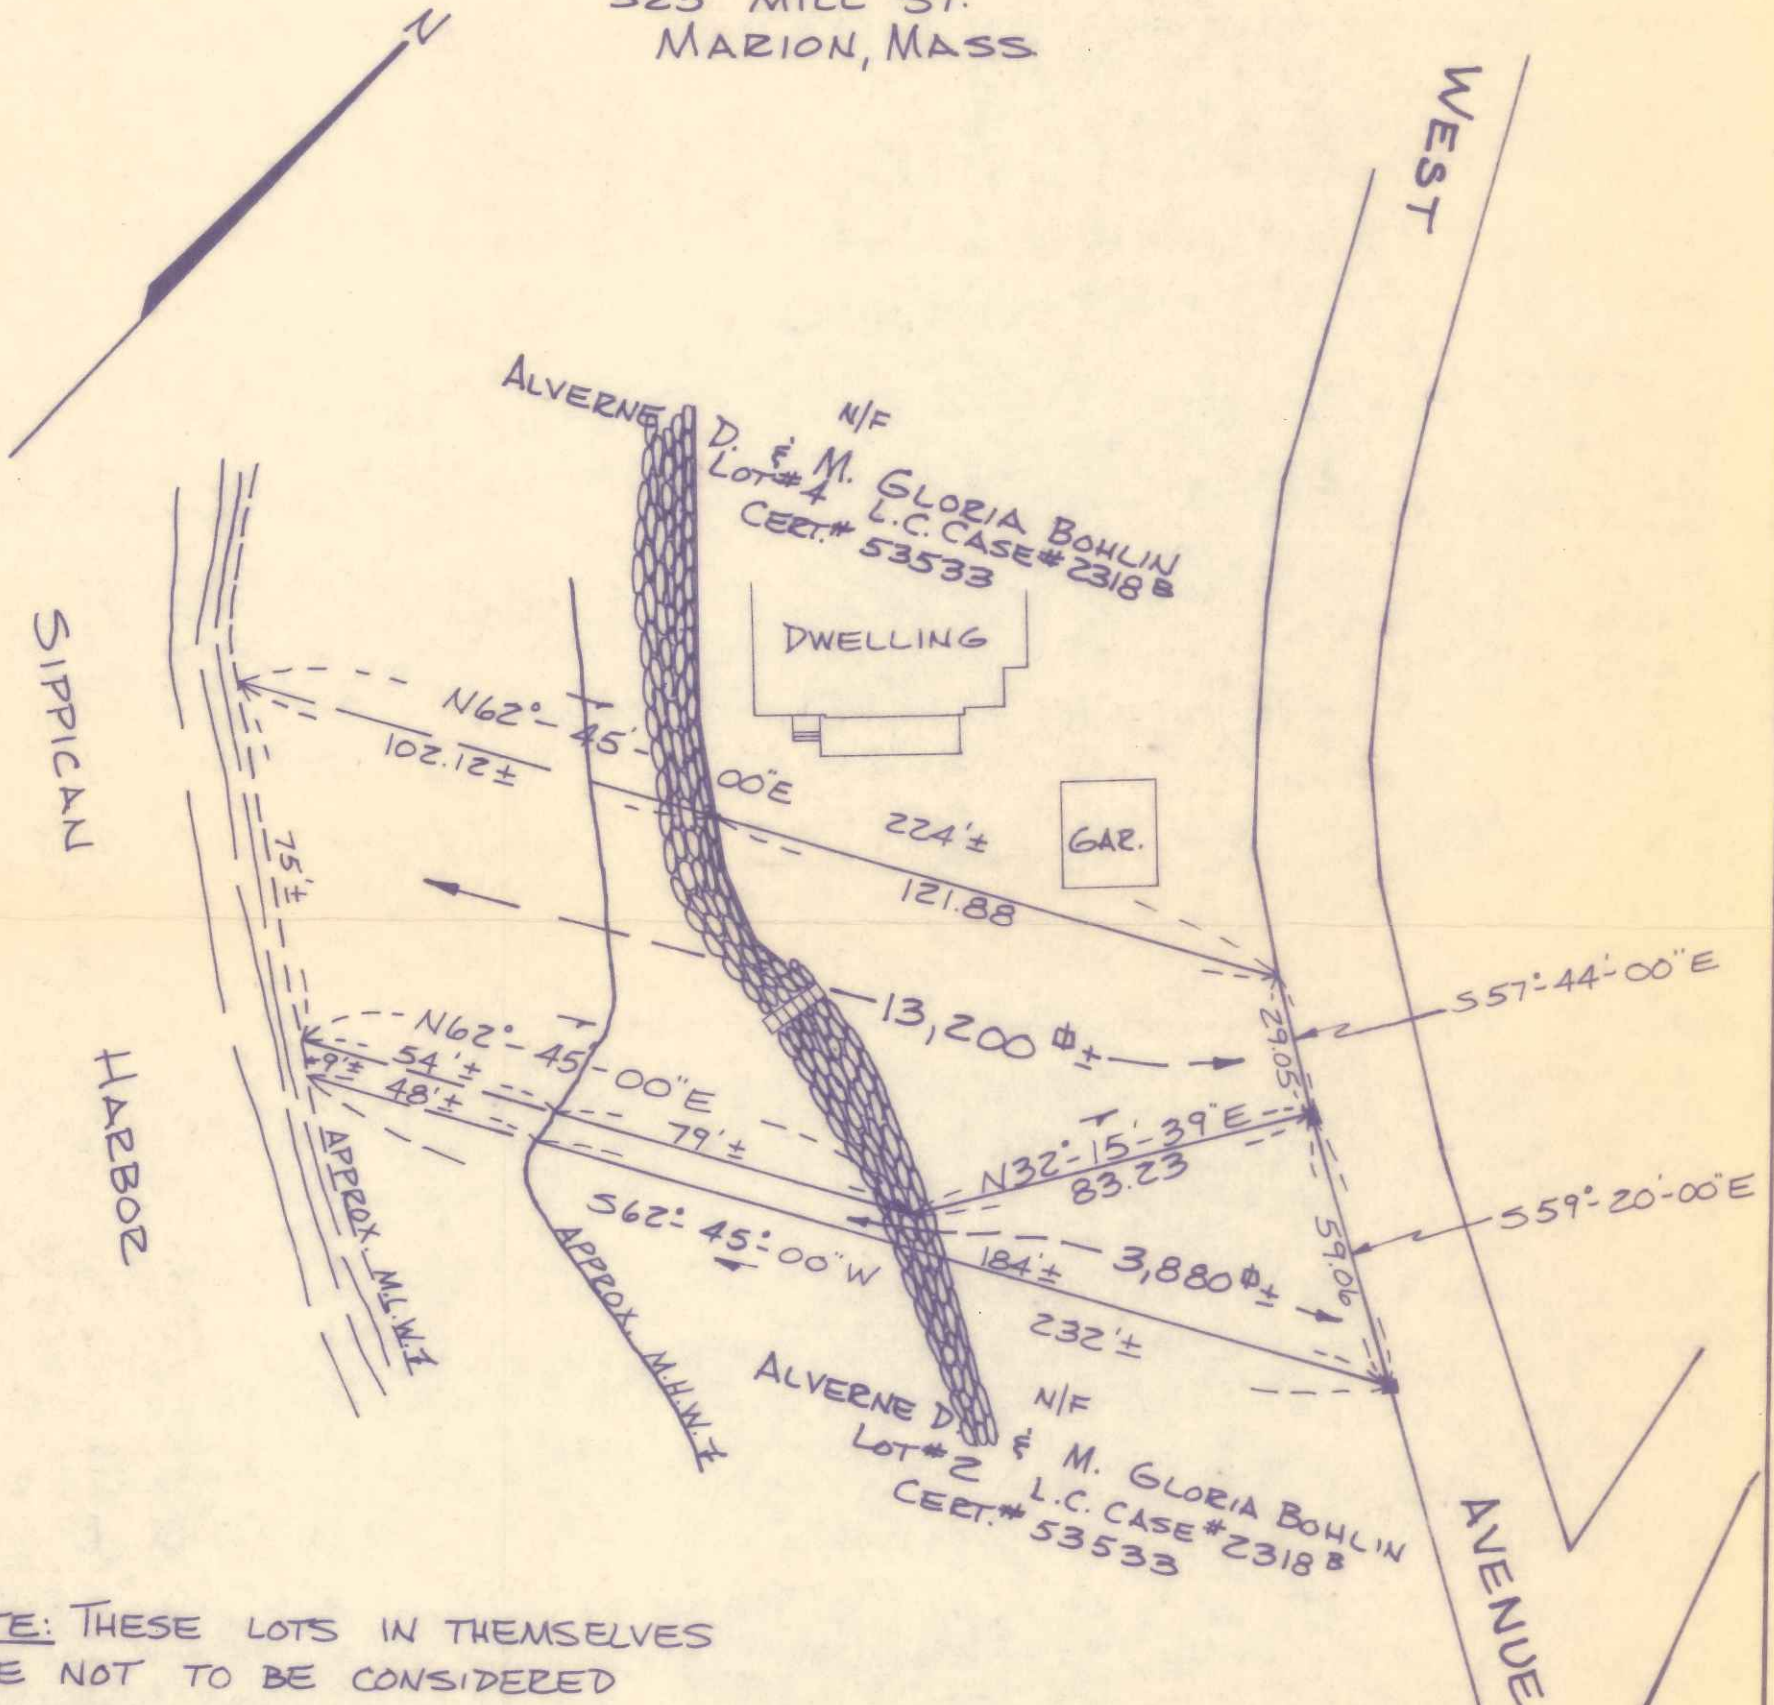 MILL ST.
MARION, MASS
N
WEST
ALVERNE D. & M. GLORIA BOHLIN
N/F
LOT #4 L.C. CASE # 2318 B
CERT. # 53533
DWELLING
SIPPICAN
N62°-45'-00"E
102.12±
224'±
GAR.
121.88
75'±
S57°-44'-00"E
29.05
13,200 ±
N62°-45'-00"E
54'±
±9'±
48'±
79'±
HARBOR
N32°-15'-39"E
83.23
APPROX. M.L.W.±
S59°-20'-00"E
59.06
S62°-45'-00"W
184'±
3,880 ±
232'±
APPROX. M.H.W.±
N/F
ALVERNE D. & M. GLORIA BOHLIN
LOT #2 L.C. CASE # 2318 B
CERT. # 53533
AVENUE
TE: THESE LOTS IN THEMSELVES
E NOT TO BE CONSIDERED